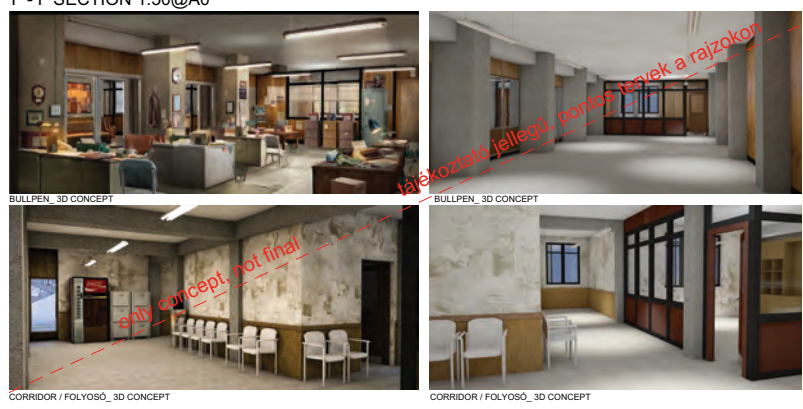 1'-1' SECTION 1:50@A0
BULLPEN_ 3D CONCEPT
BULLPEN_ 3D CONCEPT
tájékoztató jellegű, pontos tervek a rajzokon
only concept, not final
CORRIDOR / FOLYOSÓ_ 3D CONCEPT
CORRIDOR / FOLYOSÓ_ 3D CONCEPT